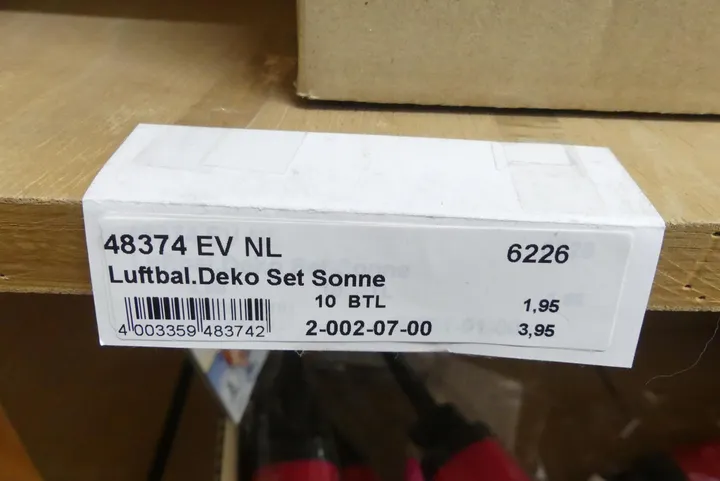 48374 EV NL 6226
Luftbal.Deko Set Sonne
10 BTL 1,95
4 003359 483742 2-002-07-00 3,95